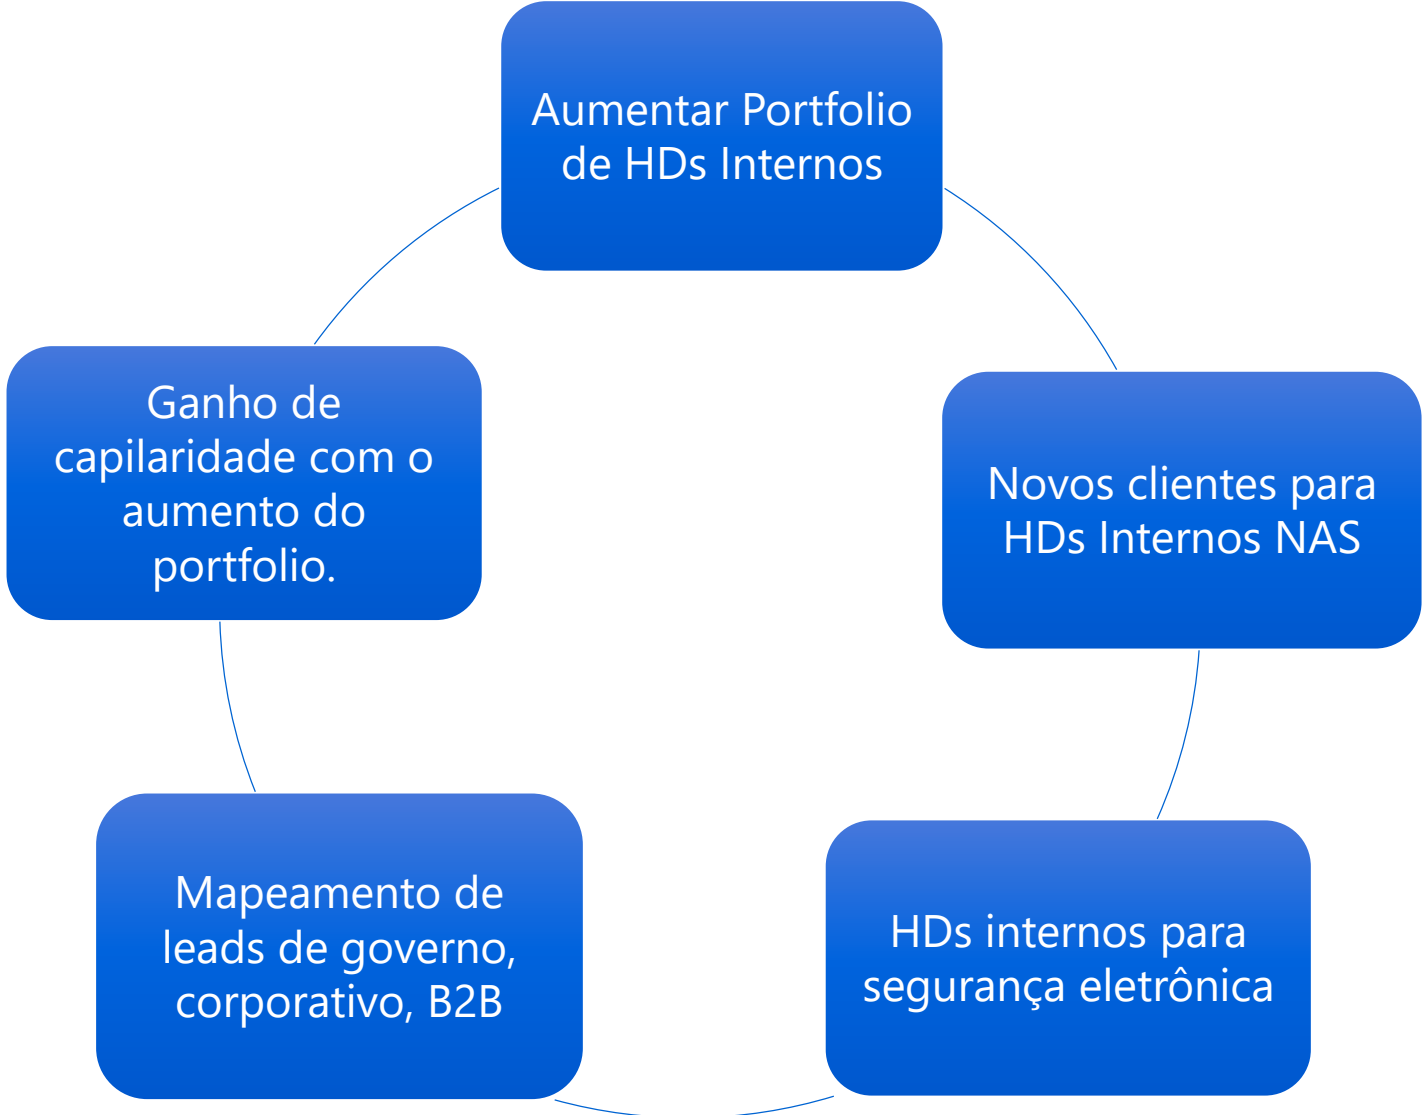 Aumentar Portfolio
de HDs Internos
Novos clientes para
HDs Internos NAS
HDs internos para
segurança eletrônica
Mapeamento de
leads de governo,
corporativo, B2B
Ganho de
capilaridade com o
aumento do
portfolio.